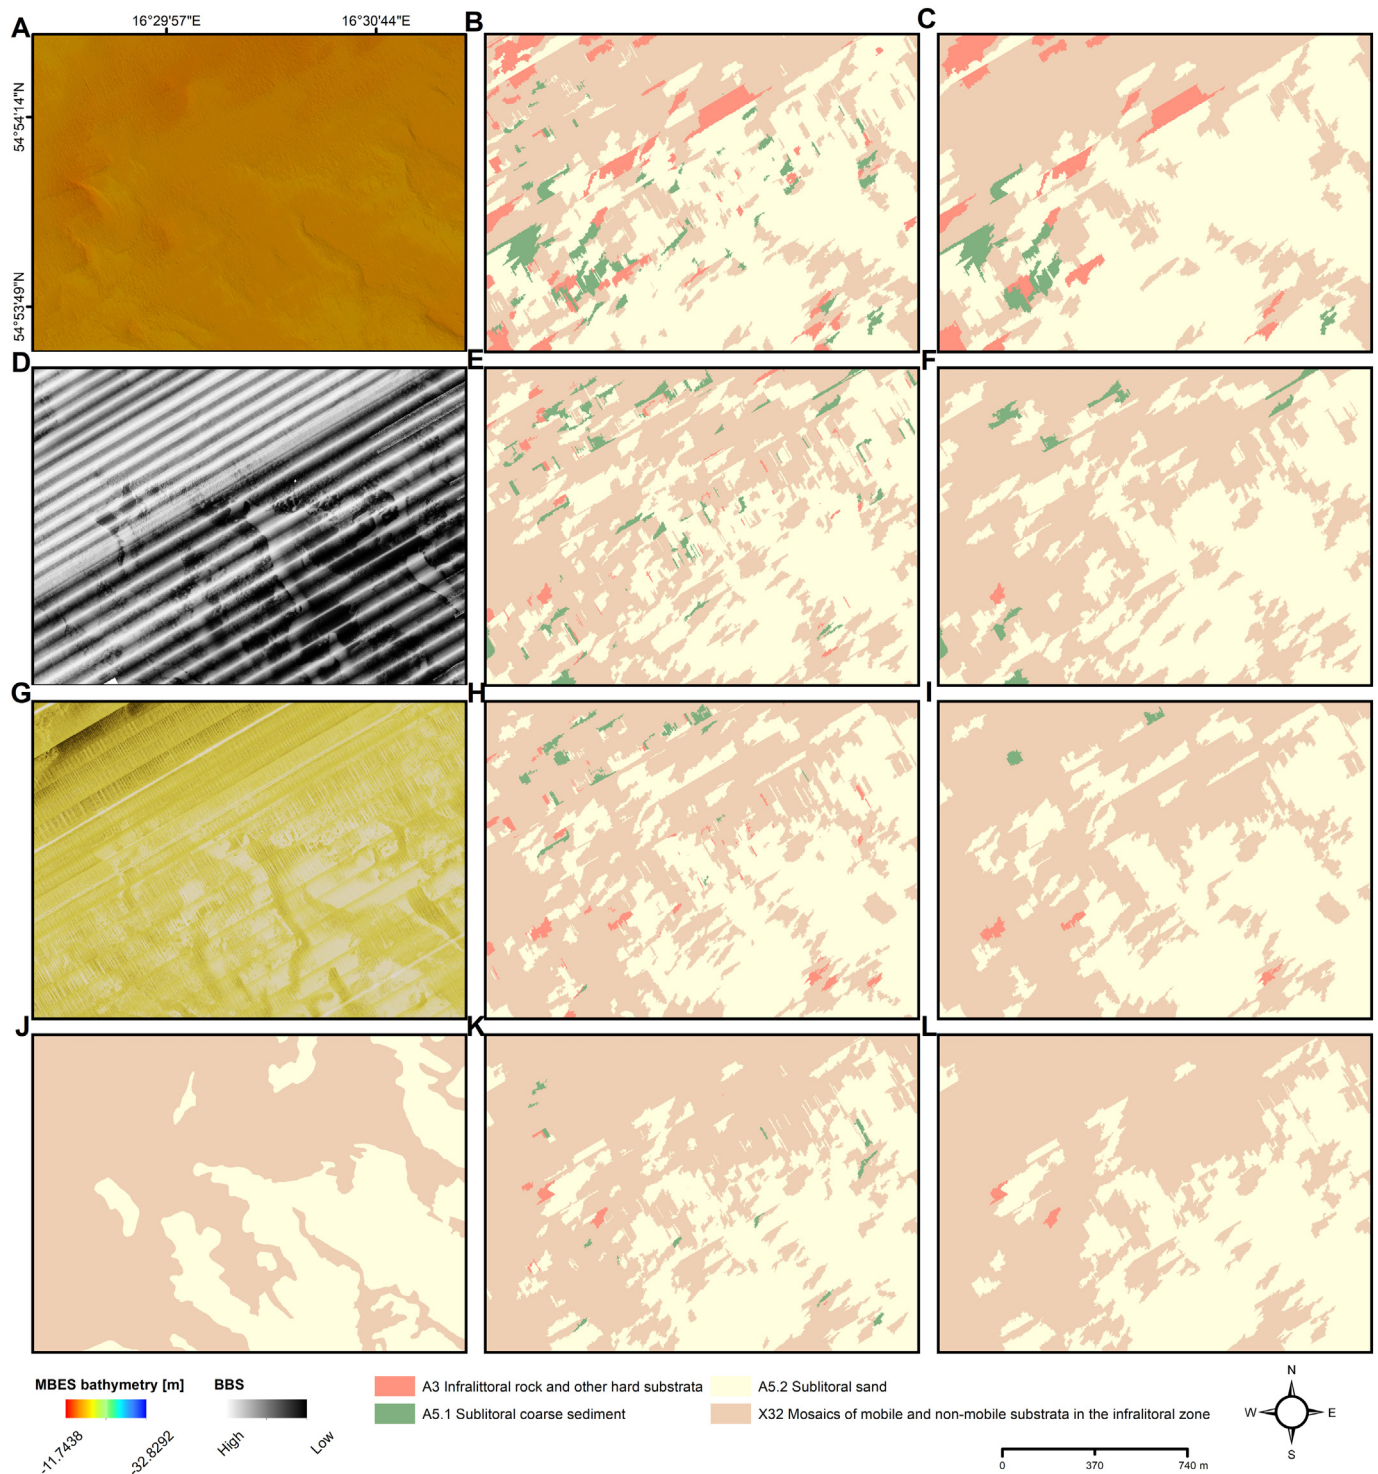 A
16°29'57"E
16°30'44"E
B
C
54°54'14"N
54°53'49"N
D
E
F
G
H
I
J
K
L
MBES bathymetry [m]
-11.7438
-32.8292
BBS
High
Low
A3 Infralittoral rock and other hard substrata
A5.1 Sublitoral coarse sediment
A5.2 Sublitoral sand
X32 Mosaics of mobile and non-mobile substrata in the infralitoral zone
N
W
E
S
0
370
740 m